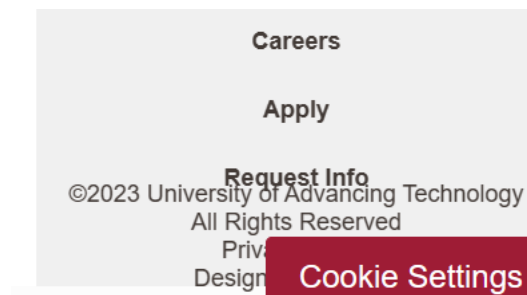 Careers
Apply
Request Info
©2023 University of Advancing Technology
All Rights Reserved
Cookie Settings